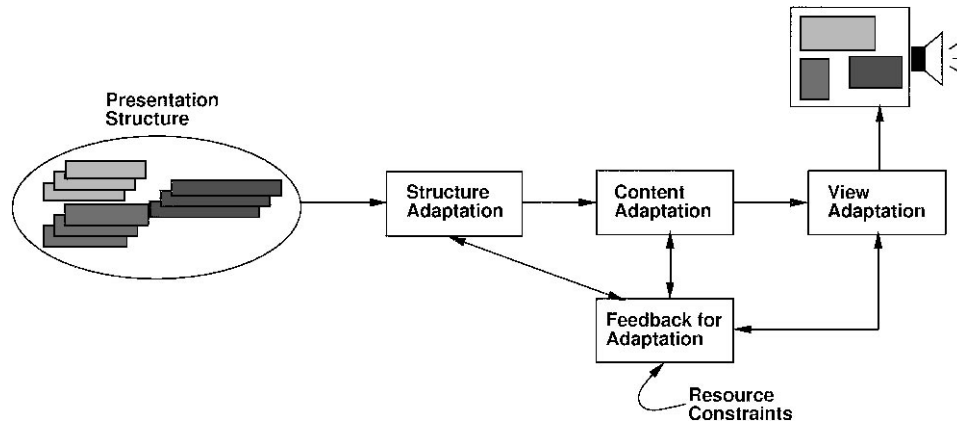 Presentation
Structure
Structure
Adaptation
Content
Adaptation
View
Adaptation
Feedback for
Adaptation
Resource
Constraints